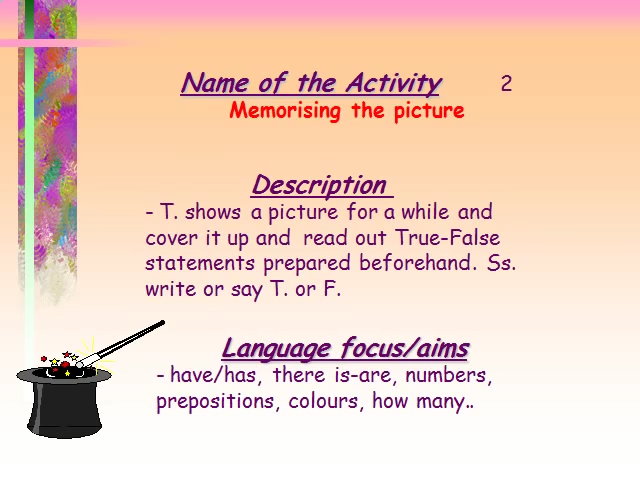 Name of the Activity 2
Memorising the picture
Description
- T. shows a picture for a while and
cover it up and read out True-False
statements prepared beforehand. Ss.
write or say T. or F.
Language focus/aims
- have/has, there is-are, numbers,
prepositions, colours, how many..